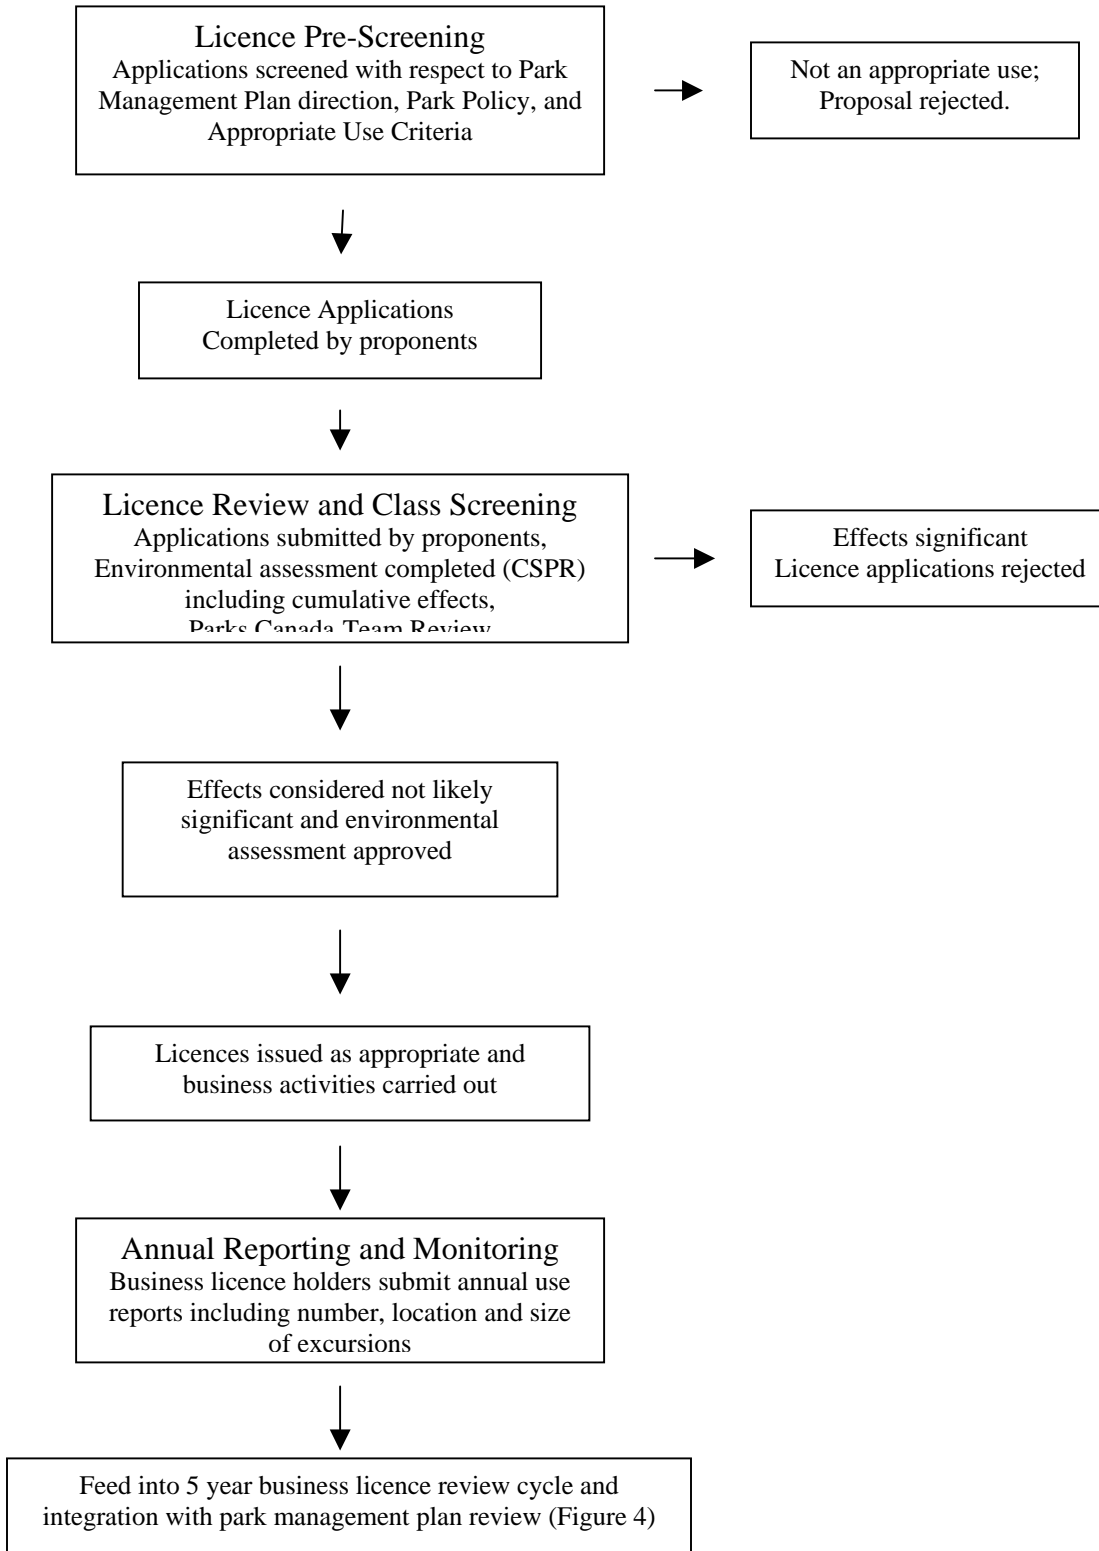 Licence Pre-Screening
Applications screened with respect to Park
Management Plan direction, Park Policy, and
Appropriate Use Criteria
Not an appropriate use;
Proposal rejected.
Licence Applications
Completed by proponents
Licence Review and Class Screening
Applications submitted by proponents,
Environmental assessment completed (CSPR)
including cumulative effects,
Parks Canada Team Review
Effects significant
Licence applications rejected
Effects considered not likely
significant and environmental
assessment approved
Licences issued as appropriate and
business activities carried out
Annual Reporting and Monitoring
Business licence holders submit annual use
reports including number, location and size
of excursions
Feed into 5 year business licence review cycle and
integration with park management plan review (Figure 4)